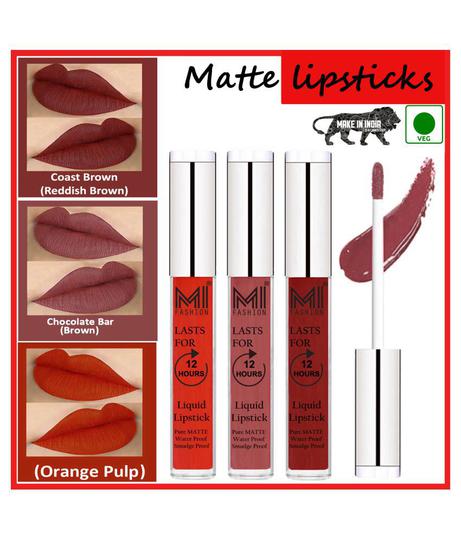 Matte lipsticks
MAKE IN INDIA
VEG
Coast Brown
(Reddish Brown)
Chocolate Bar
(Brown)
(Orange Pulp)
MI
FASHION
LASTS
FOR
12
HOURS
Liquid
Lipstick
Pure MATTE
Water Proof
Smudge Proof
MI
FASHION
LASTS
FOR
12
HOURS
Liquid
Lipstick
Pure MATTE
Water Proof
Smudge Proof
MI
FASHION
LASTS
FOR
12
HOURS
Liquid
Lipstick
Pure MATTE
Water Proof
Smudge Proof